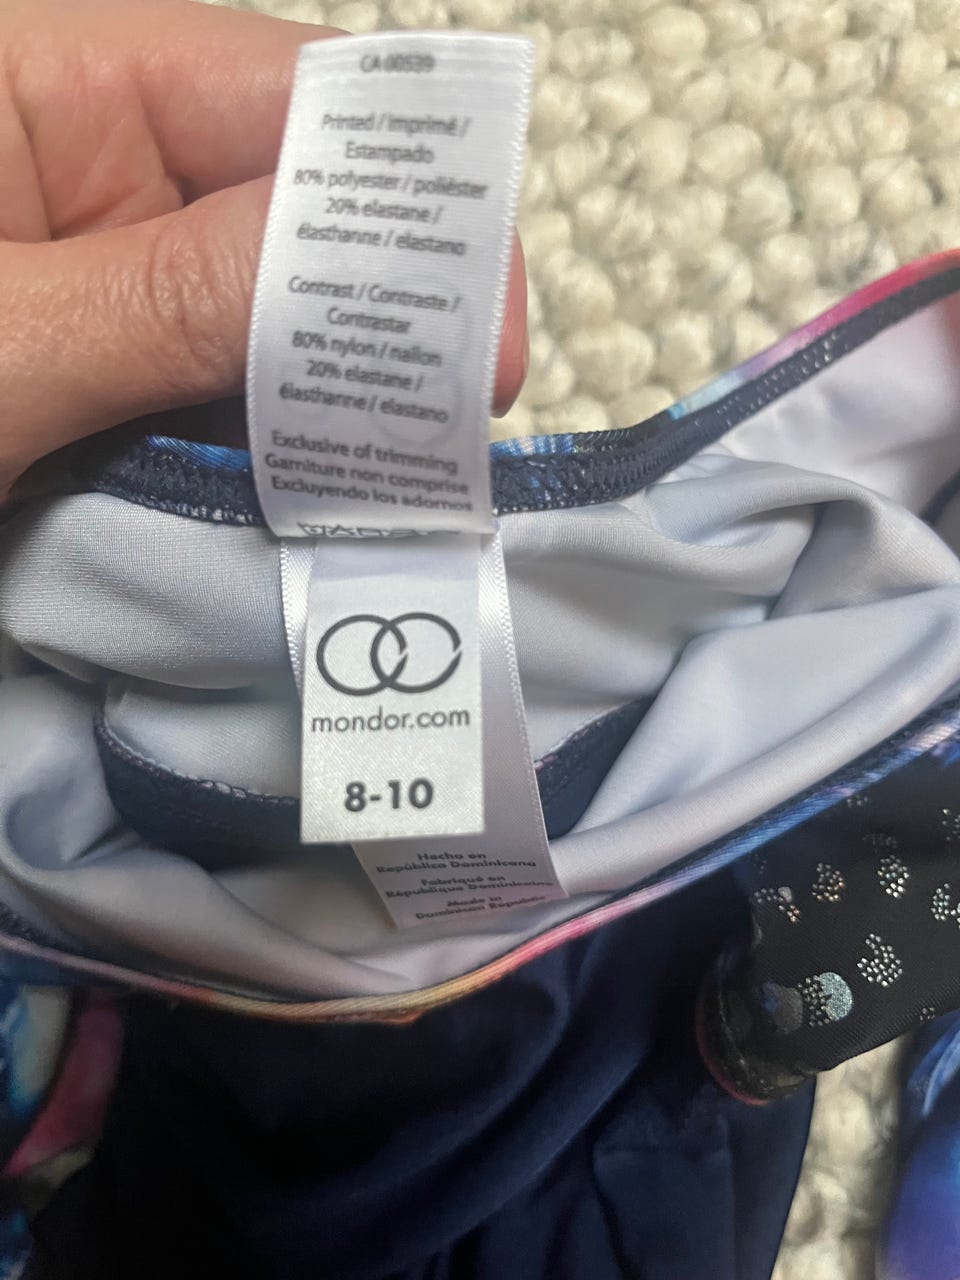 CA 00539
Printed / Imprimé /
Estampado
80% polyester / poliéster
20% elastane /
élasthanne / elastano
Contrast / Contraste /
Contrastar
80% nylon / nailon
20% elastane /
élasthanne / elastano
Exclusive of trimming
Garniture non comprise
Excluyendo los adornos
mondor.com
8-10
Hecho en
República Dominicana
Fabriqué en
République Dominicaine
Made in
Dominican Republic